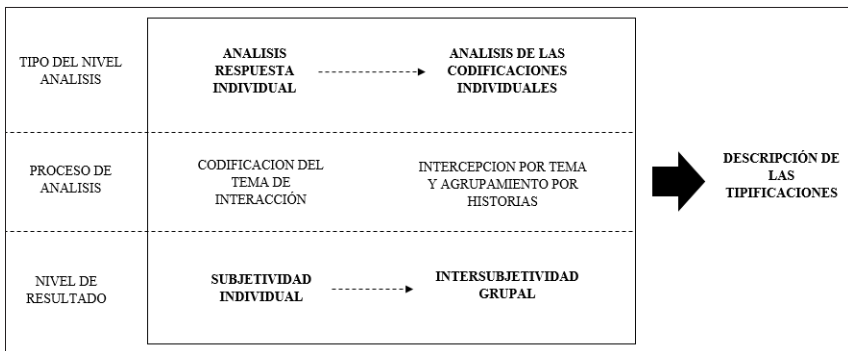 TIPO DEL NIVEL
ANALISIS
ANALISIS
RESPUESTA
INDIVIDUAL
ANALISIS DE LAS
CODIFICACIONES
INDIVIDUALES
PROCESO DE
ANALISIS
CODIFICACION DEL
TEMA DE
INTERACCIÓN
INTERCEPCION POR TEMA
Y AGRUPAMIENTO POR
HISTORIAS
DESCRIPCIÓN DE
LAS
TIPIFICACIONES
NIVEL DE
RESULTADO
SUBJETIVIDAD
INDIVIDUAL
INTERSUBJETIVIDAD
GRUPAL